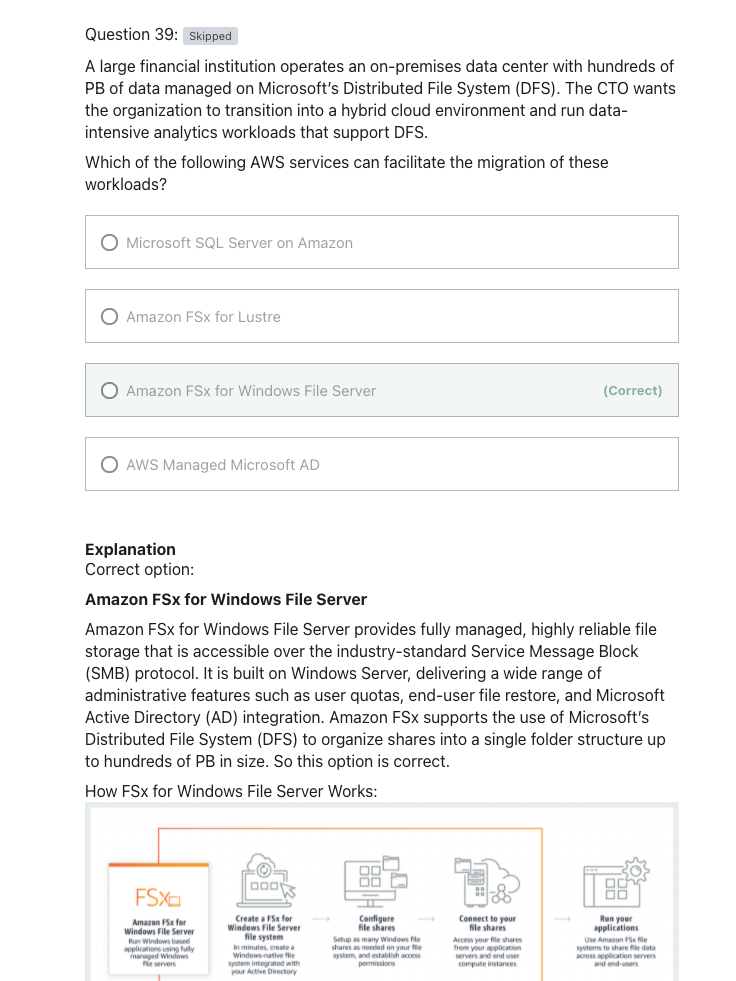 Question 39: Skipped
A large financial institution operates an on-premises data center with hundreds of
PB of data managed on Microsoft's Distributed File System (DFS). The CTO wants
the organization to transition into a hybrid cloud environment and run data-
intensive analytics workloads that support DFS.
Which of the following AWS services can facilitate the migration of these
workloads?
Microsoft SQL Server on Amazon
Amazon FSx for Lustre
Amazon FSx for Windows File Server (Correct)
AWS Managed Microsoft AD
Explanation
Correct option:
Amazon FSx for Windows File Server
Amazon FSx for Windows File Server provides fully managed, highly reliable file
storage that is accessible over the industry-standard Service Message Block
(SMB) protocol. It is built on Windows Server, delivering a wide range of
administrative features such as user quotas, end-user file restore, and Microsoft
Active Directory (AD) integration. Amazon FSx supports the use of Microsoft's
Distributed File System (DFS) to organize shares into a single folder structure up
to hundreds of PB in size. So this option is correct.
How FSx for Windows File Server Works:
FSx
Amazon FSx for
Windows File Server
Run Windows based
applications using fully
managed Windows
file servers
Create a FSx for
Windows File Server
file system
In minutes, create a
Windows-native file
system integrated with
your Active Directory
Configure
file shares
Setup as many Windows file
shares as needed on your file
system, and establish access
permissions
Connect to your
file shares
Access your file shares
from your application
servers and end user
compute instances
Run your
applications
Use Amazon FSx file
systems to share file data
across application servers
and end-users